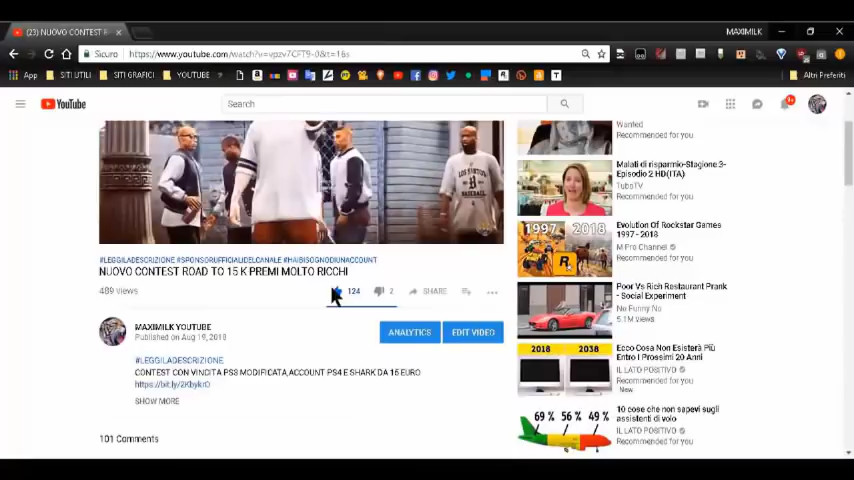 (23) NUOVO CONTEST R
MAXIMILK
Sicuro
https://www.youtube.com/watch?v=vpzv7CFT9-0&t=16s
App
SITI UTILI
SITI GRAFICI
YOUTUBE
Altri Preferiti
YouTube
Search
9+
Wanted
Recommended for you
Malati di risparmio-Stagione 3-
Episodio 2 HD(ITA)
TuboTV
Recommended for you
1997 2018
Evolution Of Rockstar Games
1997 - 2018
M Pro Channel
Recommended for you
LOS SANTOS
BASEBALL
#LEGGILADESCRIZIONE #SPONSORUFFICIALIDELCANALE #HAIBISOGNODIUNACCOUNT
NUOVO CONTEST ROAD TO 15 K PREMI MOLTO RICCHI
489 views
124
2
SHARE
Poor Vs Rich Restaurant Prank
- Social Experiment
No Funny No
5.1M Views
MAXIMILK YOUTUBE
Published on Aug 19, 2018
ANALYTICS
EDIT VIDEO
2018 2038
Ecco Cosa Non Esisterà Più
Entro I Prossimi 20 Anni
IL LATO POSITIVO
Recommended for you
New
#LEGGILADESCRIZIONE
CONTEST CON VINCITA PS3 MODIFICATA,ACCOUNT PS4 E SHARK DA 15 EURO
SHOW MORE
69 % 56 % 49 %
10 cose che non sapevi sugli
assistenti di volo
IL LATO POSITIVO
Recommended for you
101 Comments